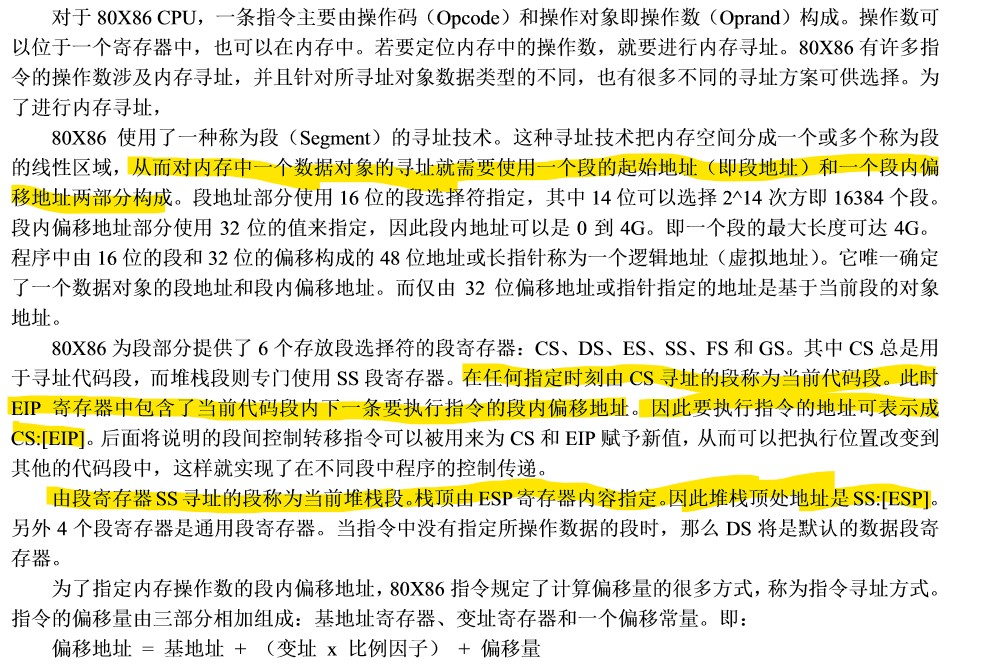 对于 80X86 CPU，一条指令主要由操作码（Opcode）和操作对象即操作数（Oprand）构成。操作数可
以位于一个寄存器中，也可以在内存中。若要定位内存中的操作数，就要进行内存寻址。80X86 有许多指
令的操作数涉及内存寻址，并且针对所寻址对象数据类型的不同，也有很多不同的寻址方案可供选择。为
了进行内存寻址，
80X86 使用了一种称为段（Segment）的寻址技术。这种寻址技术把内存空间分成一个或多个称为段
的线性区域，从而对内存中一个数据对象的寻址就需要使用一个段的起始地址（即段地址）和一个段内偏
移地址两部分构成。段地址部分使用 16 位的段选择符指定，其中 14 位可以选择 2^14 次方即 16384 个段。
段内偏移地址部分使用 32 位的值来指定，因此段内地址可以是 0 到 4G。即一个段的最大长度可达 4G。
程序中由 16 位的段和 32 位的偏移构成的 48 位地址或长指针称为一个逻辑地址（虚拟地址）。它唯一确定
了一个数据对象的段地址和段内偏移地址。而仅由 32 位偏移地址或指针指定的地址是基于当前段的对象
地址。
80X86 为段部分提供了 6 个存放段选择符的段寄存器：CS、DS、ES、SS、FS 和 GS。其中 CS 总是用
于寻址代码段，而堆栈段则专门使用 SS 段寄存器。在任何指定时刻由 CS 寻址的段称为当前代码段。此时
EIP 寄存器中包含了当前代码段内下一条要执行指令的段内偏移地址。因此要执行指令的地址可表示成
CS:[EIP]。后面将说明的段间控制转移指令可以被用来为 CS 和 EIP 赋予新值，从而可以把执行位置改变到
其他的代码段中，这样就实现了在不同段中程序的控制传递。
由段寄存器 SS 寻址的段称为当前堆栈段。栈顶由 ESP 寄存器内容指定。因此堆栈顶处地址是 SS:[ESP]。
另外 4 个段寄存器是通用段寄存器。当指令中没有指定所操作数据的段时，那么 DS 将是默认的数据段寄
存器。
为了指定内存操作数的段内偏移地址，80X86 指令规定了计算偏移量的很多方式，称为指令寻址方式。
指令的偏移量由三部分相加组成：基地址寄存器、变址寄存器和一个偏移常量。即：
偏移地址 = 基地址 + （变址 x 比例因子） + 偏移量